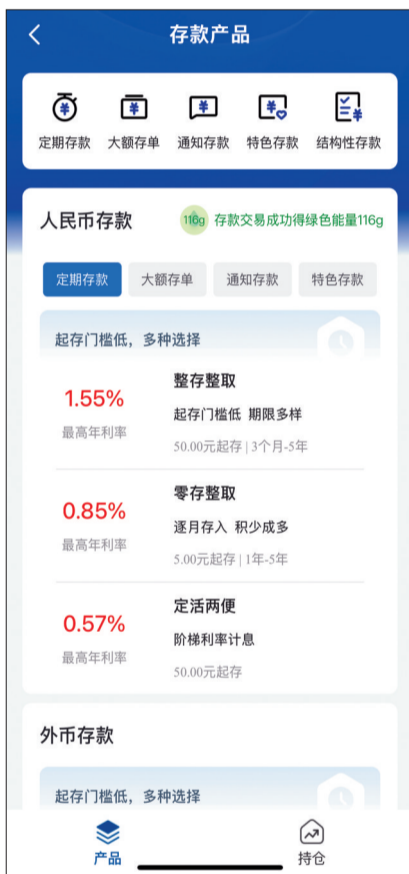 存款产品
定期存款 大额存单 通知存款 特色存款 结构性存款
人民币存款 116g 存款交易成功得绿色能量116g
定期存款 大额存单 通知存款 特色存款
起存门槛低，多种选择
整存整取
1.55%
起存门槛低 期限多样
最高年利率
50.00元起存 | 3个月-5年
零存整取
0.85%
逐月存入 积少成多
最高年利率
5.00元起存 | 1年-5年
定活两便
0.57%
阶梯利率计息
最高年利率
50.00元起存
外币存款
起存门槛低，多种选择
产品 持仓